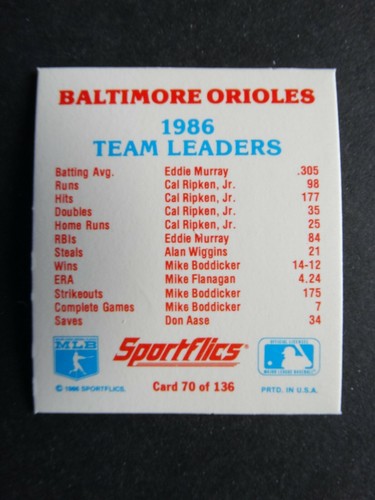 BALTIMORE ORIOLES
1986
TEAM LEADERS
Batting Avg. Eddie Murray .305
Runs Cal Ripken, Jr. 98
Hits Cal Ripken, Jr. 177
Doubles Cal Ripken, Jr. 35
Home Runs Cal Ripken, Jr. 25
RBIs Eddie Murray 84
Steals Alan Wiggins 21
Wins Mike Boddicker 14-12
ERA Mike Flanagan 4.24
Strikeouts Mike Boddicker 175
Complete Games Mike Boddicker 7
Saves Don Aase 34
MLB Sportflics®
© 1986 SPORTFLICS. Card 70 of 136 PRTD. IN U.S.A.